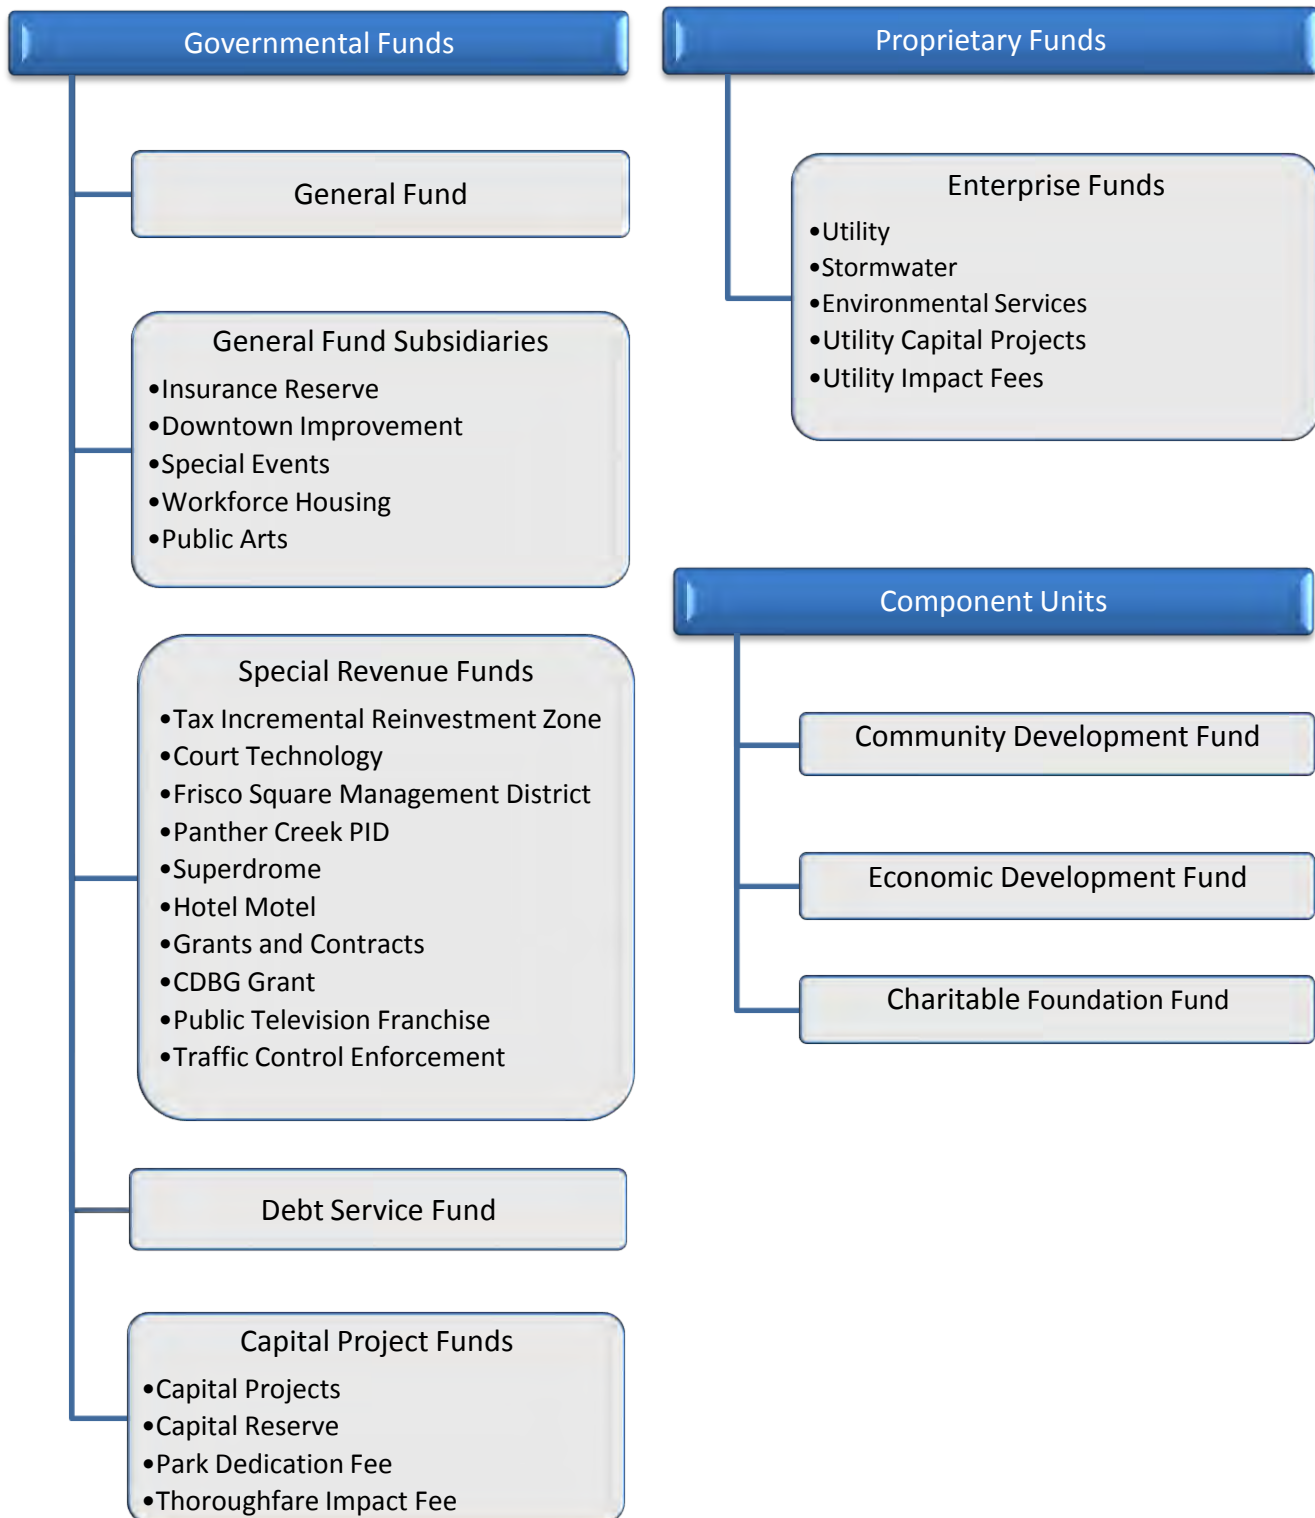 Governmental Funds
General Fund
General Fund Subsidiaries
•Insurance Reserve
•Downtown Improvement
•Special Events
•Workforce Housing
•Public Arts
Special Revenue Funds
•Tax Incremental Reinvestment Zone
•Court Technology
•Frisco Square Management District
•Panther Creek PID
•Superdrome
•Hotel Motel
•Grants and Contracts
•CDBG Grant
•Public Television Franchise
•Traffic Control Enforcement
Debt Service Fund
Capital Project Funds
•Capital Projects
•Capital Reserve
•Park Dedication Fee
•Thoroughfare Impact Fee
Proprietary Funds
Enterprise Funds
•Utility
•Stormwater
•Environmental Services
•Utility Capital Projects
•Utility Impact Fees
Component Units
Community Development Fund
Economic Development Fund
Charitable Foundation Fund